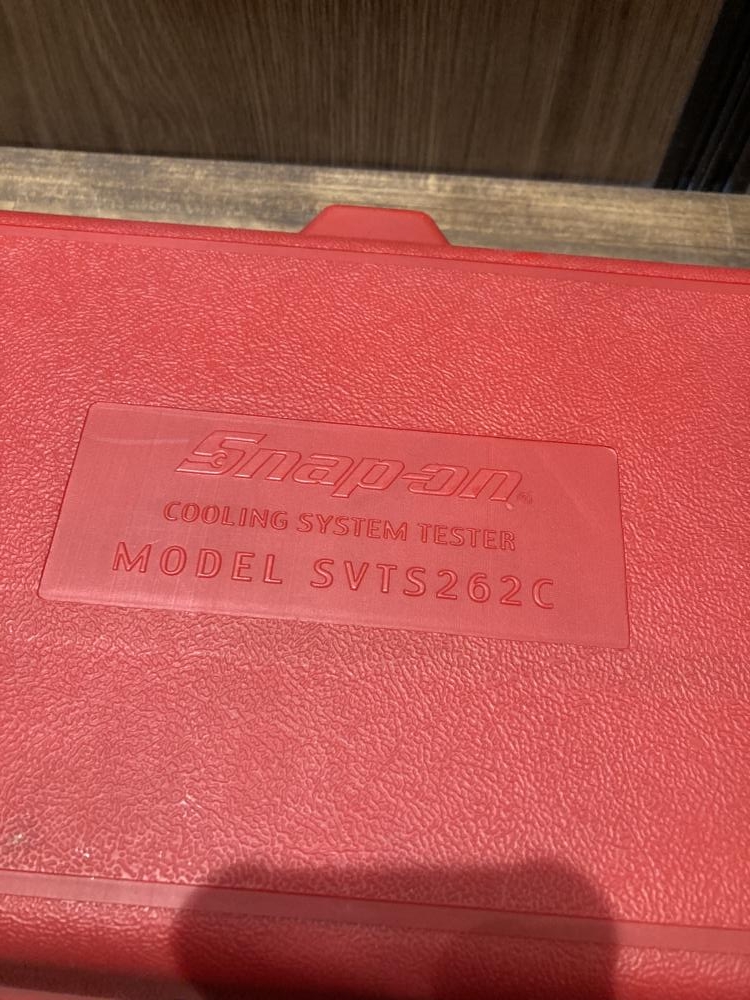 Snap-on
COOLING SYSTEM TESTER
MODEL SVTS262C